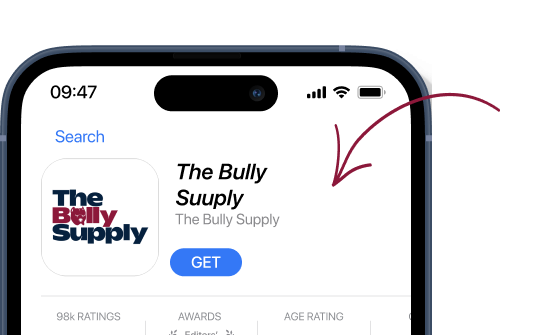 09:47
Search
The Bully
Suuply
The Bully Supply
The
Bully
Supply
GET
98k RATINGS
AWARDS
AGE RATING
Editors'